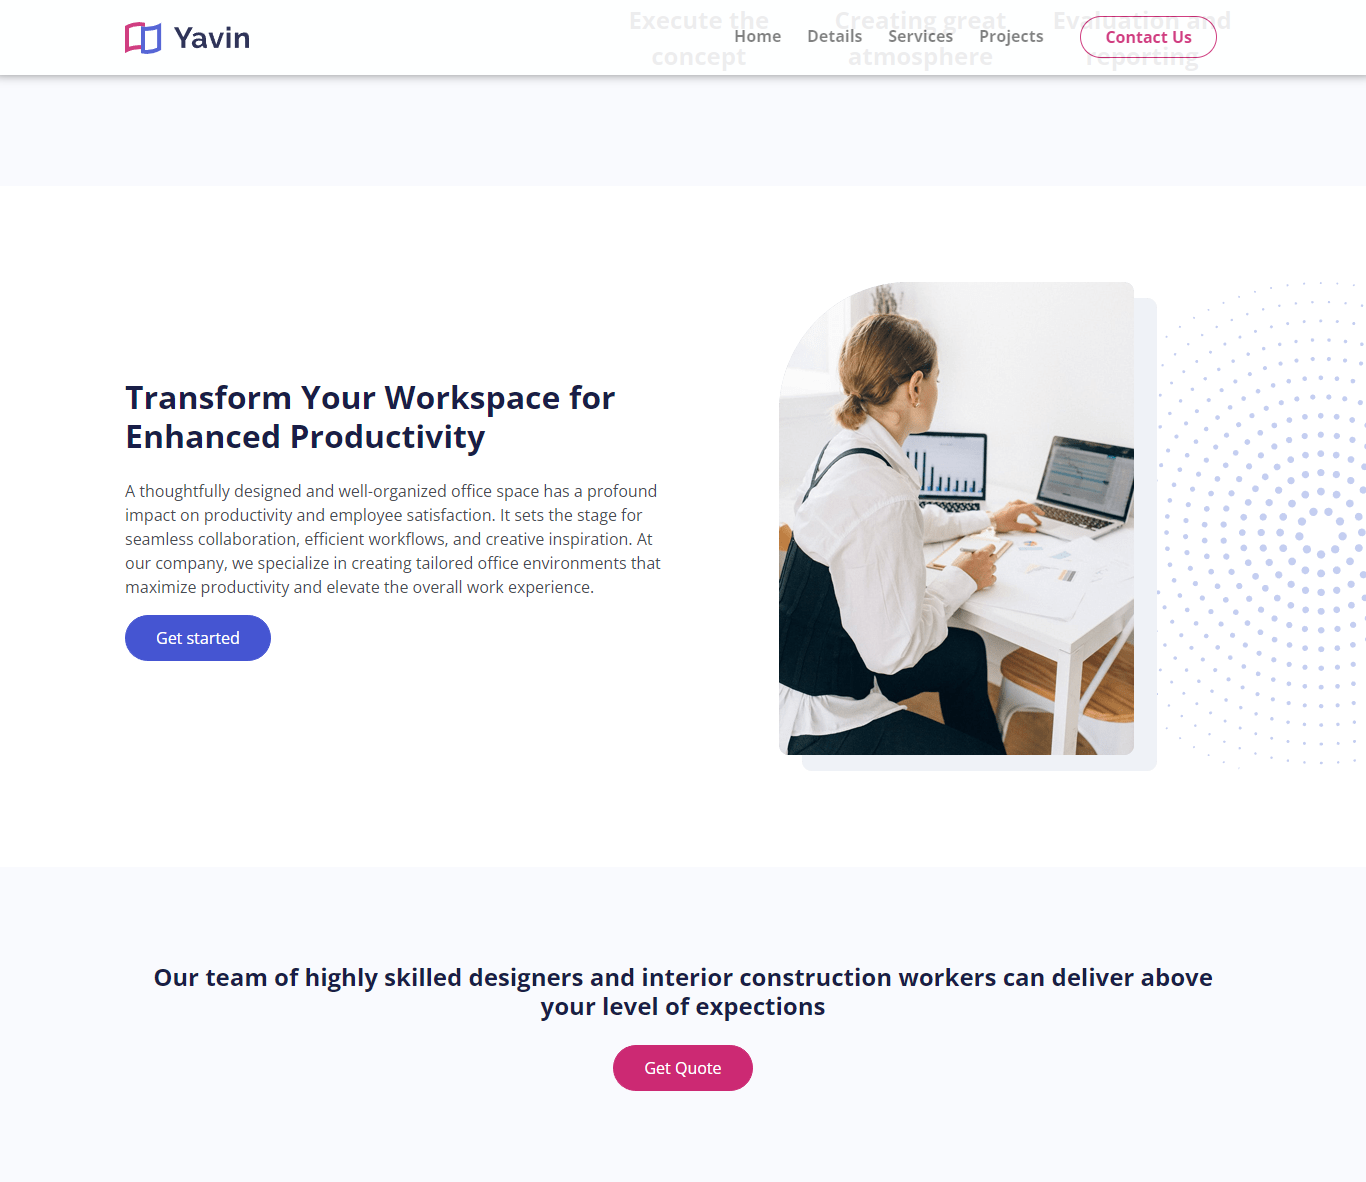 Execute the
Creating great
Evaluation and
Yavin
Home
Details
Services
Projects
Contact Us
concept
atmosphere
reporting
Transform Your Workspace for
Enhanced Productivity
A thoughtfully designed and well-organized office space has a profound
impact on productivity and employee satisfaction. It sets the stage for
seamless collaboration, efficient workflows, and creative inspiration. At
our company, we specialize in creating tailored office environments that
maximize productivity and elevate the overall work experience.
Get started
Our team of highly skilled designers and interior construction workers can deliver above
your level of expections
Get Quote